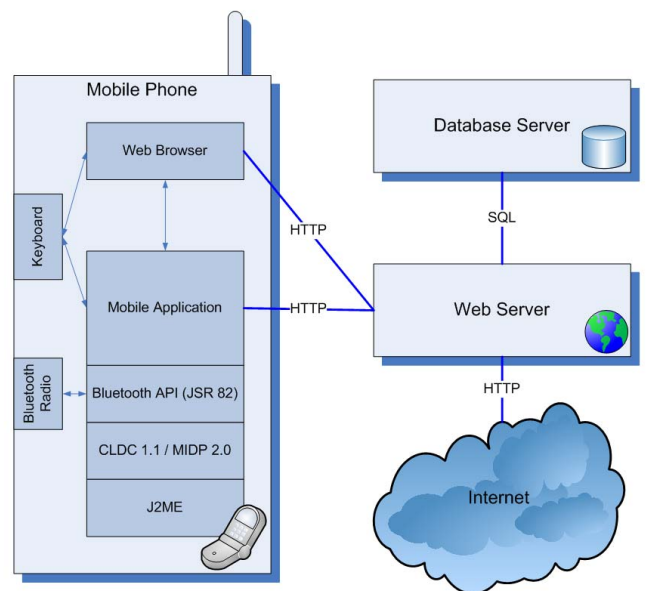 Mobile Phone
Web Browser
Keyboard
Mobile Application
Bluetooth
Radio
Bluetooth API (JSR 82)
CLDC 1.1 / MIDP 2.0
J2ME
HTTP
HTTP
Database Server
SQL
Web Server
HTTP
Internet